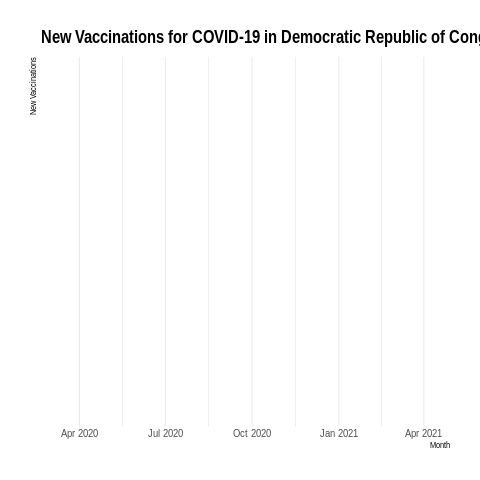 New Vaccinations for COVID-19 in Democratic Republic of Cong
New Vaccinations
Apr 2020 Jul 2020 Oct 2020 Jan 2021 Apr 2021
Month